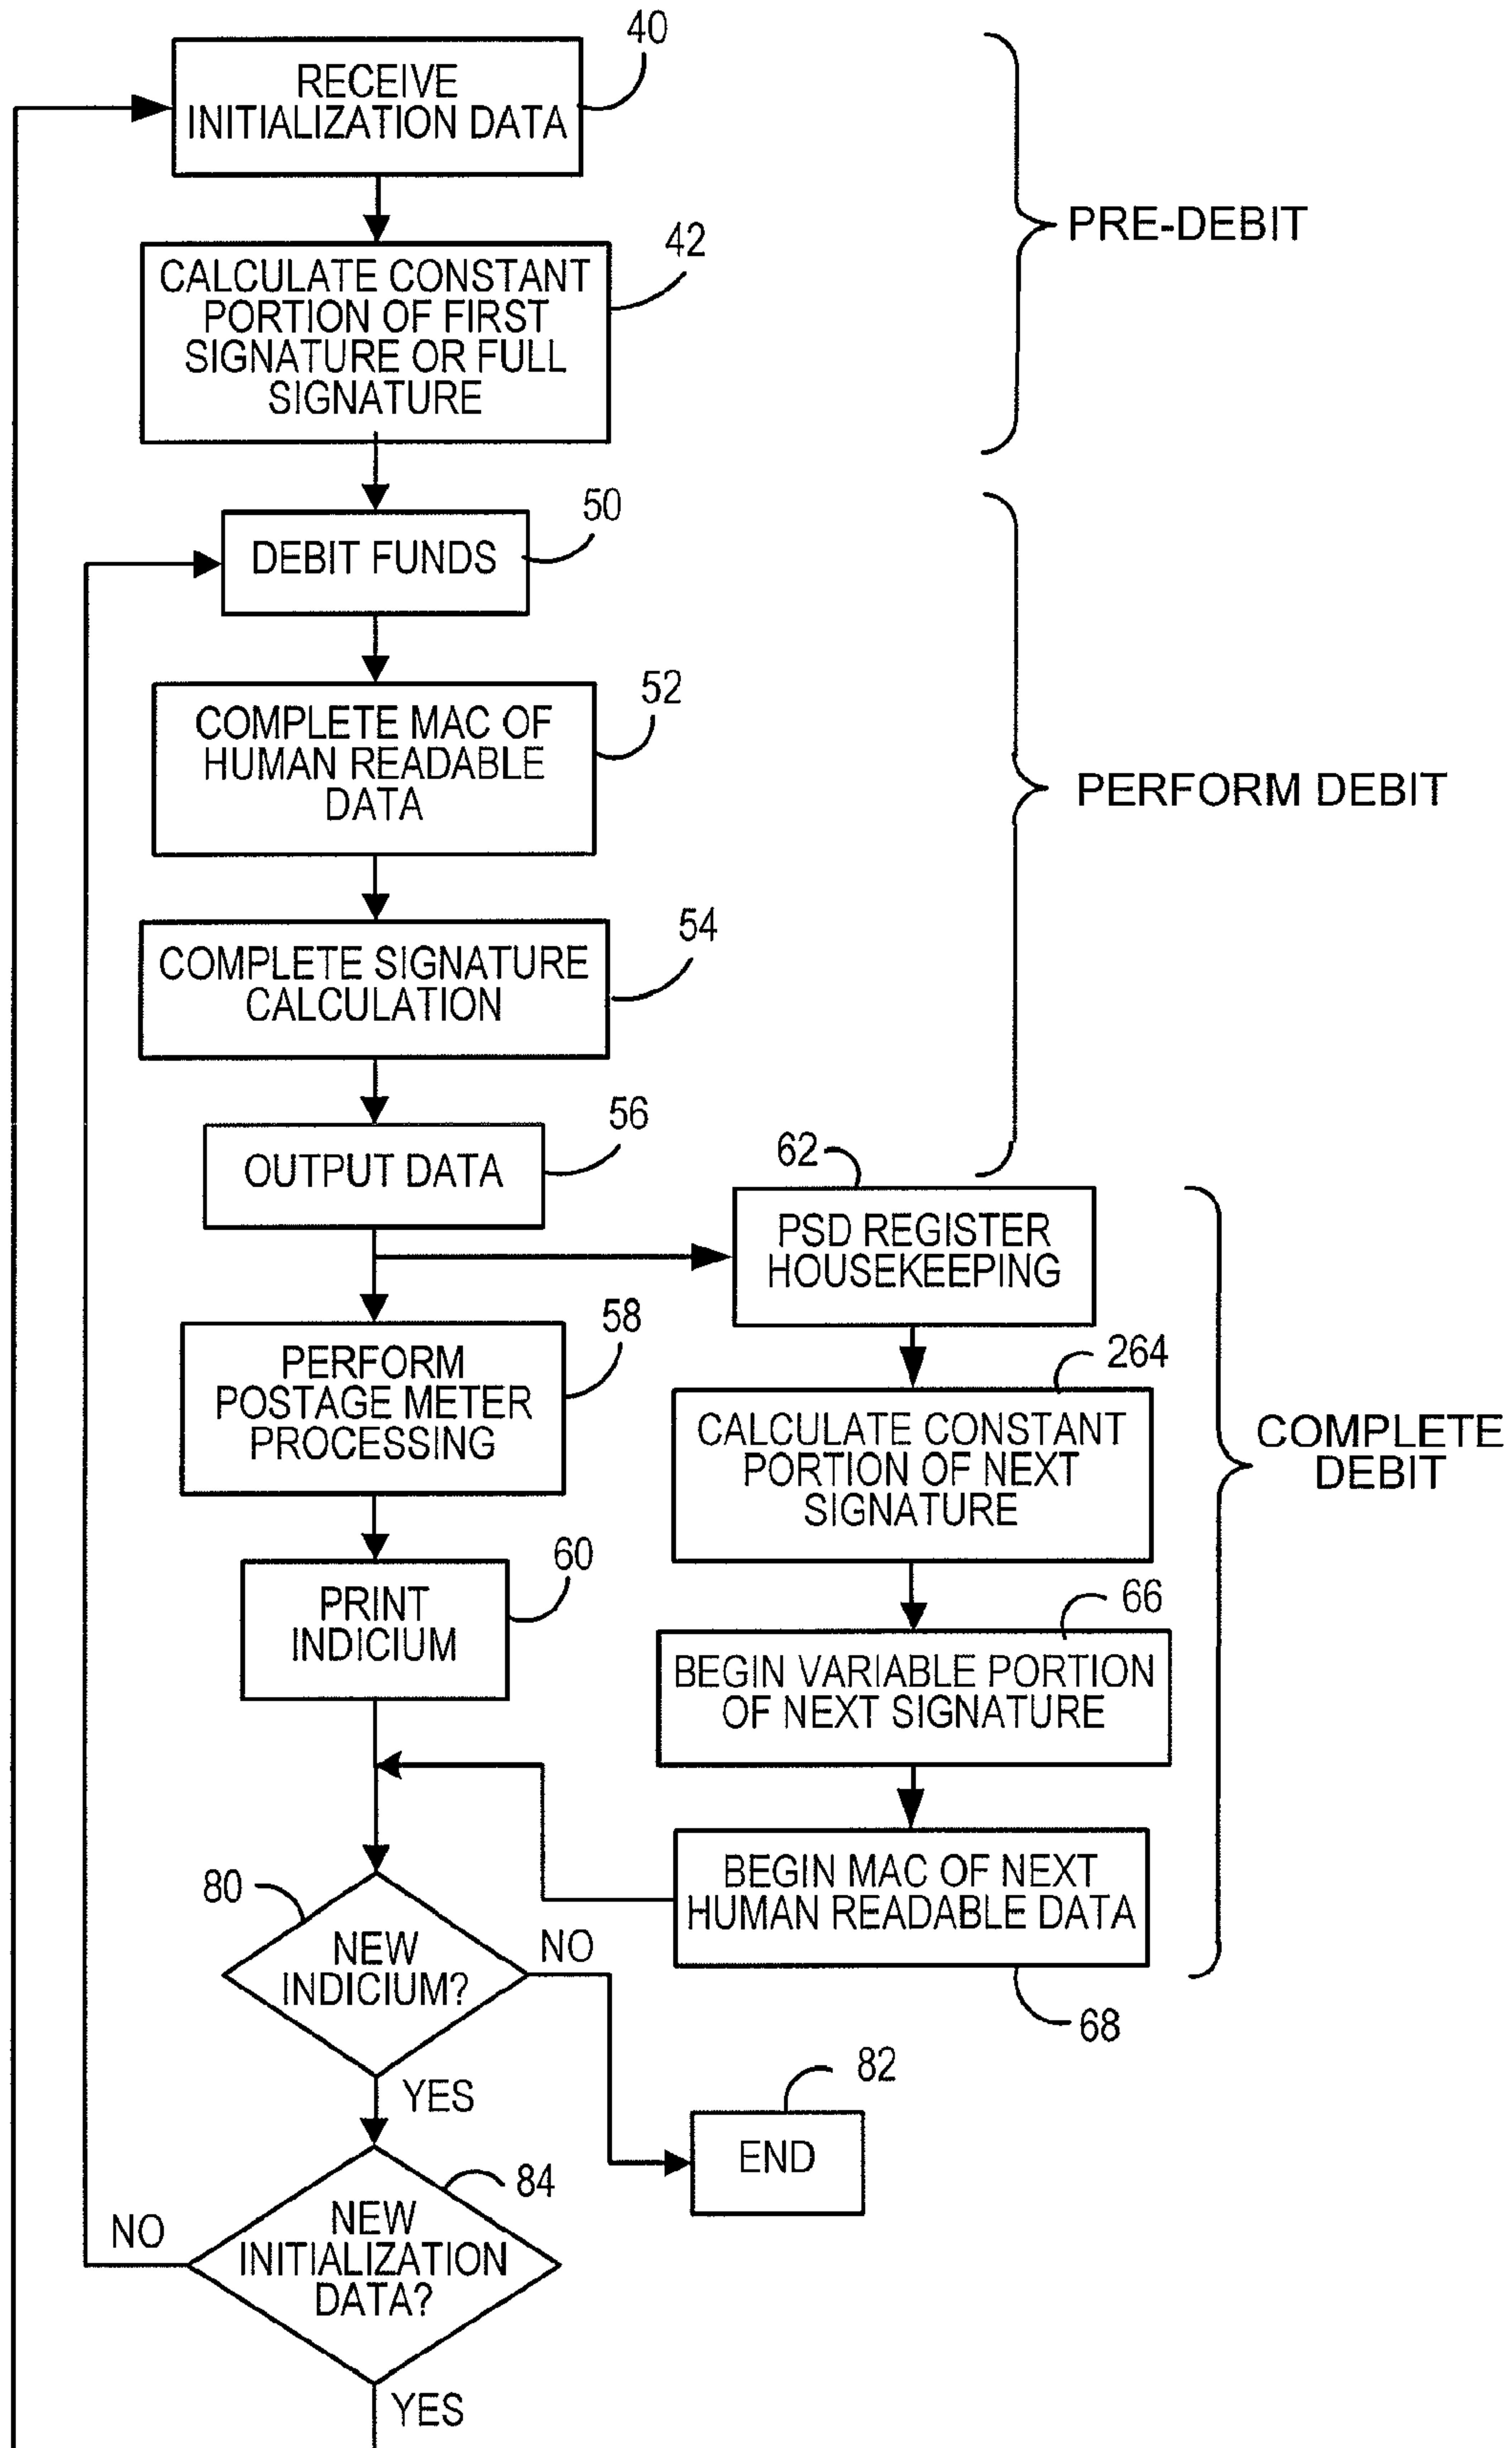 40
RECEIVE
INITIALIZATION DATA
PRE-DEBIT
42
CALCULATE CONSTANT
PORTION OF FIRST
SIGNATURE OR FULL
SIGNATURE
50
DEBIT FUNDS
52
COMPLETE MAC OF
HUMAN READABLE
DATA
PERFORM DEBIT
54
COMPLETE SIGNATURE
CALCULATION
56
OUTPUT DATA
62
PSD REGISTER
HOUSEKEEPING
58
PERFORM
POSTAGE METER
PROCESSING
264
CALCULATE CONSTANT
PORTION OF NEXT
SIGNATURE
COMPLETE
DEBIT
60
PRINT
INDICIUM
66
BEGIN VARIABLE PORTION
OF NEXT SIGNATURE
BEGIN MAC OF NEXT
HUMAN READABLE DATA
68
80
NEW
INDICIUM?
NO
YES
82
END
84
NEW
INITIALIZATION
DATA?
NO
YES